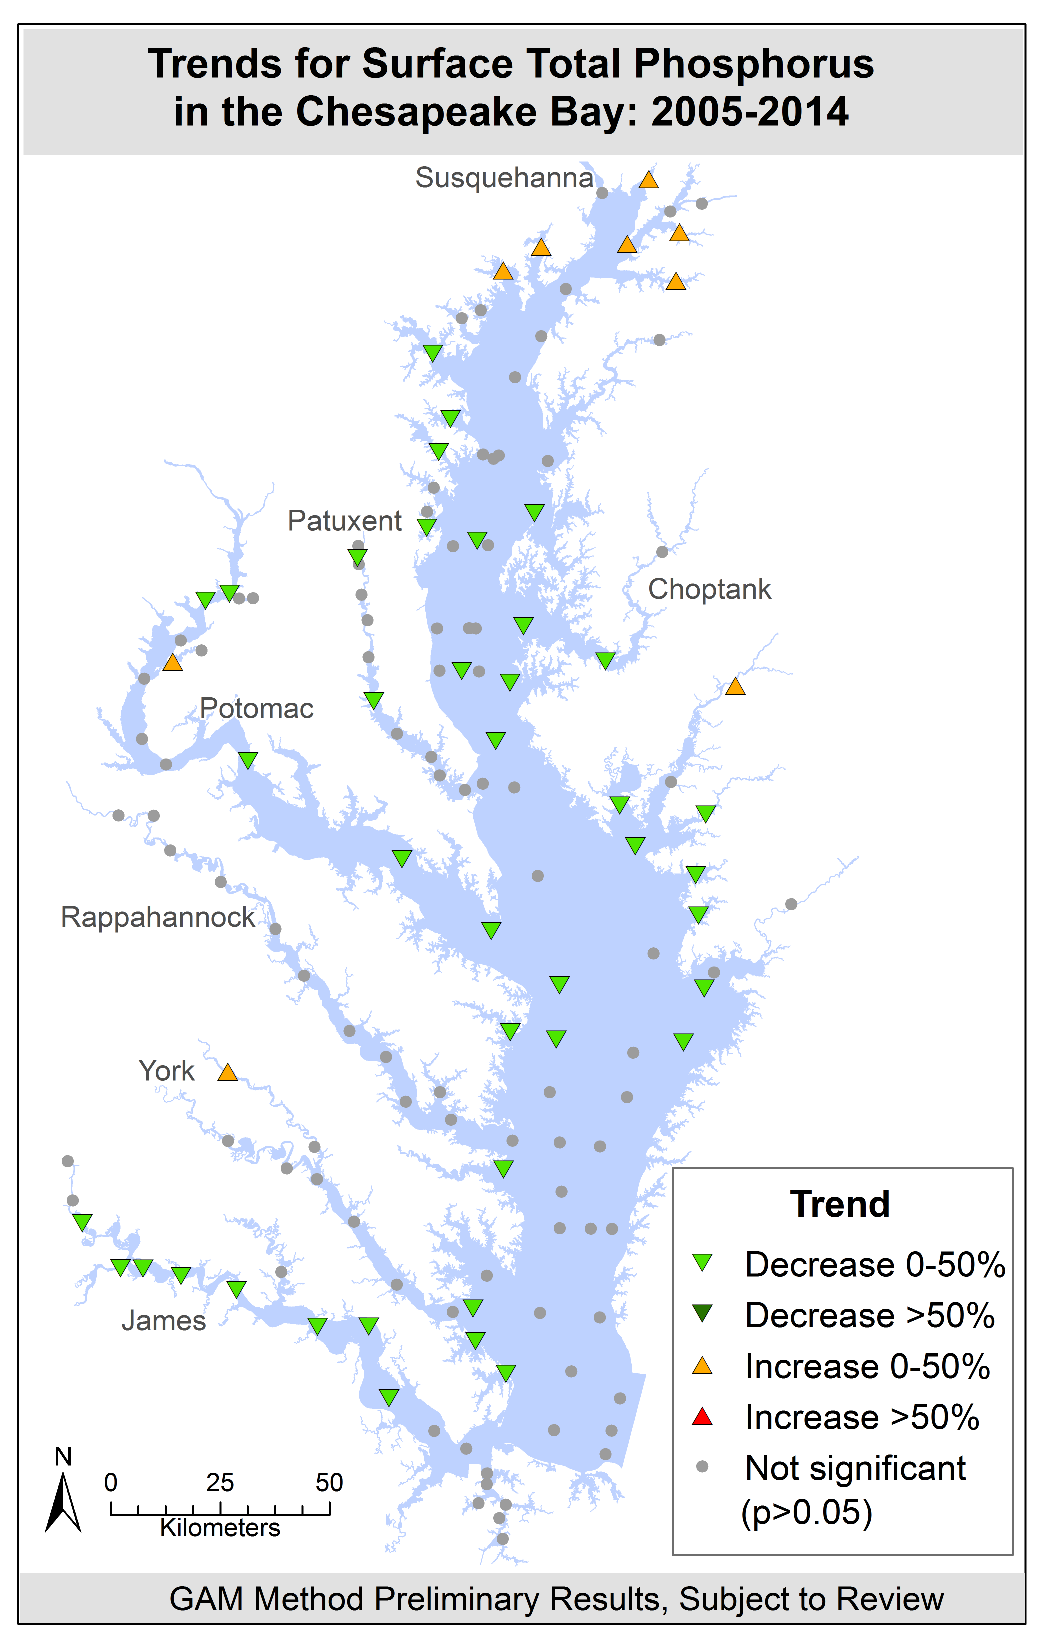 Trends for Surface Total Phosphorus
in the Chesapeake Bay: 2005-2014
Susquehanna
Patuxent
Choptank
Potomac
Rappahannock
York
James
Trend
Decrease 0-50%
Decrease >50%
Increase 0-50%
Increase >50%
Not significant
(p>0.05)
N
0 25 50
Kilometers
GAM Method Preliminary Results, Subject to Review